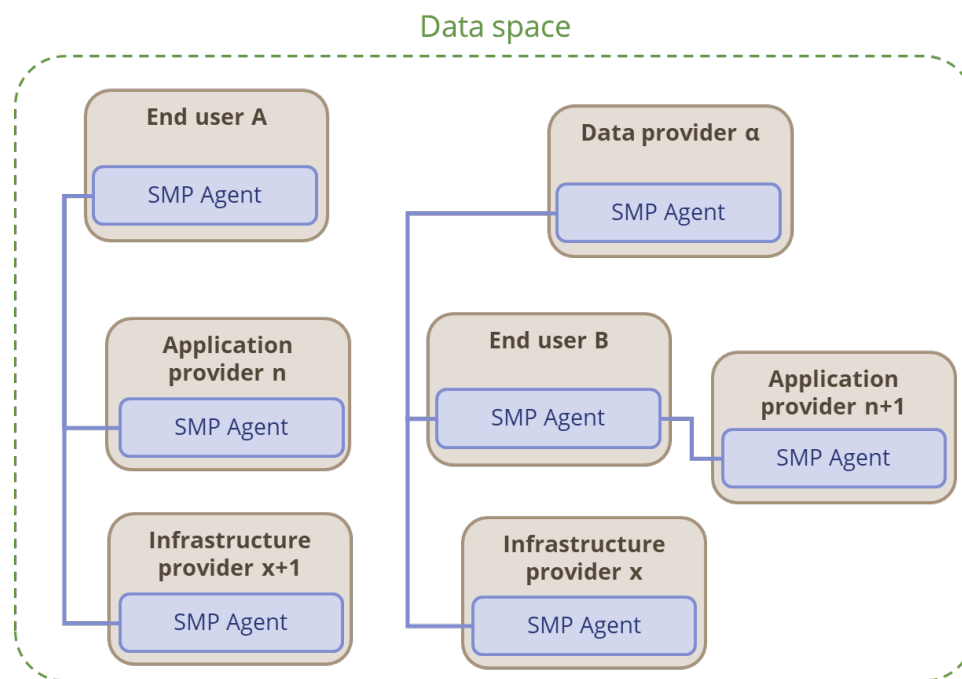 Data space
End user A
SMP Agent
Data provider α
SMP Agent
Application
provider n
SMP Agent
End user B
SMP Agent
Application
provider n+1
SMP Agent
Infrastructure
provider x+1
SMP Agent
Infrastructure
provider x
SMP Agent